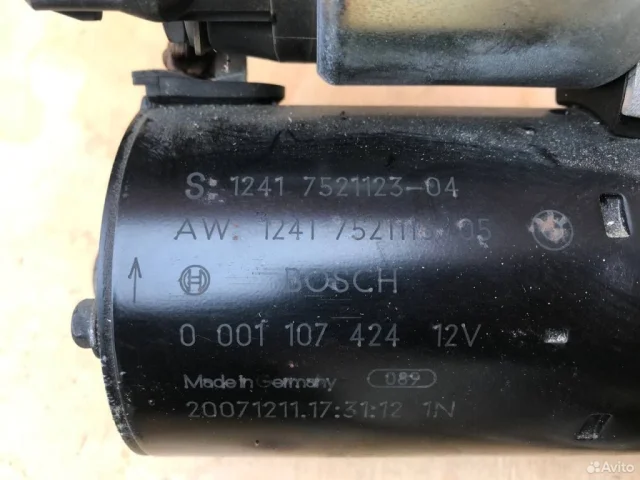 S: 1241 7521123-04
AW: 1241 05
BOSCH
0 001 107 424 12V
Made in Germany 089
20071211.17:31:12 1N
Avito